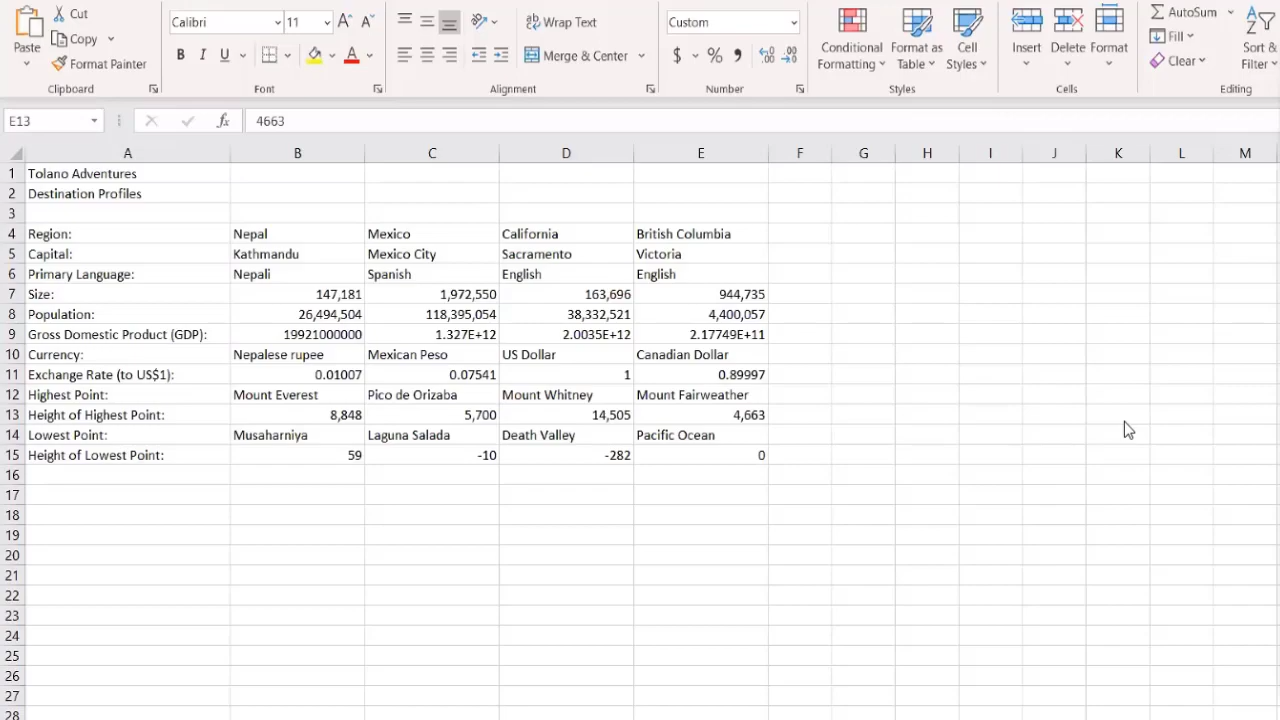 Cut
Calibri 11 A A
Wrap Text
Custom
AutoSum
Paste
Copy
Conditional Formatting
Format as Table
Cell Styles
Insert
Delete
Format
Fill
Sort & Filter
Format Painter
B I U A
Merge & Center
$ % 9
Clear
Clipboard
Font
Alignment
Number
Styles
Cells
Editing
E13 fx 4663
A B C D E F G H I J K L M
1 Tolano Adventures
2 Destination Profiles
3
4 Region: Nepal Mexico California British Columbia
5 Capital: Kathmandu Mexico City Sacramento Victoria
6 Primary Language: Nepali Spanish English English
7 Size: 147,181 1,972,550 163,696 944,735
8 Population: 26,494,504 118,395,054 38,332,521 4,400,057
9 Gross Domestic Product (GDP): 19921000000 1.327E+12 2.0035E+12 2.17749E+11
10 Currency: Nepalese rupee Mexican Peso US Dollar Canadian Dollar
11 Exchange Rate (to US$1): 0.01007 0.07541 1 0.89997
12 Highest Point: Mount Everest Pico de Orizaba Mount Whitney Mount Fairweather
13 Height of Highest Point: 8,848 5,700 14,505 4,663
14 Lowest Point: Musaharniya Laguna Salada Death Valley Pacific Ocean
15 Height of Lowest Point: 59 -10 -282 0
16
17
18
19
20
21
22
23
24
25
26
27
28